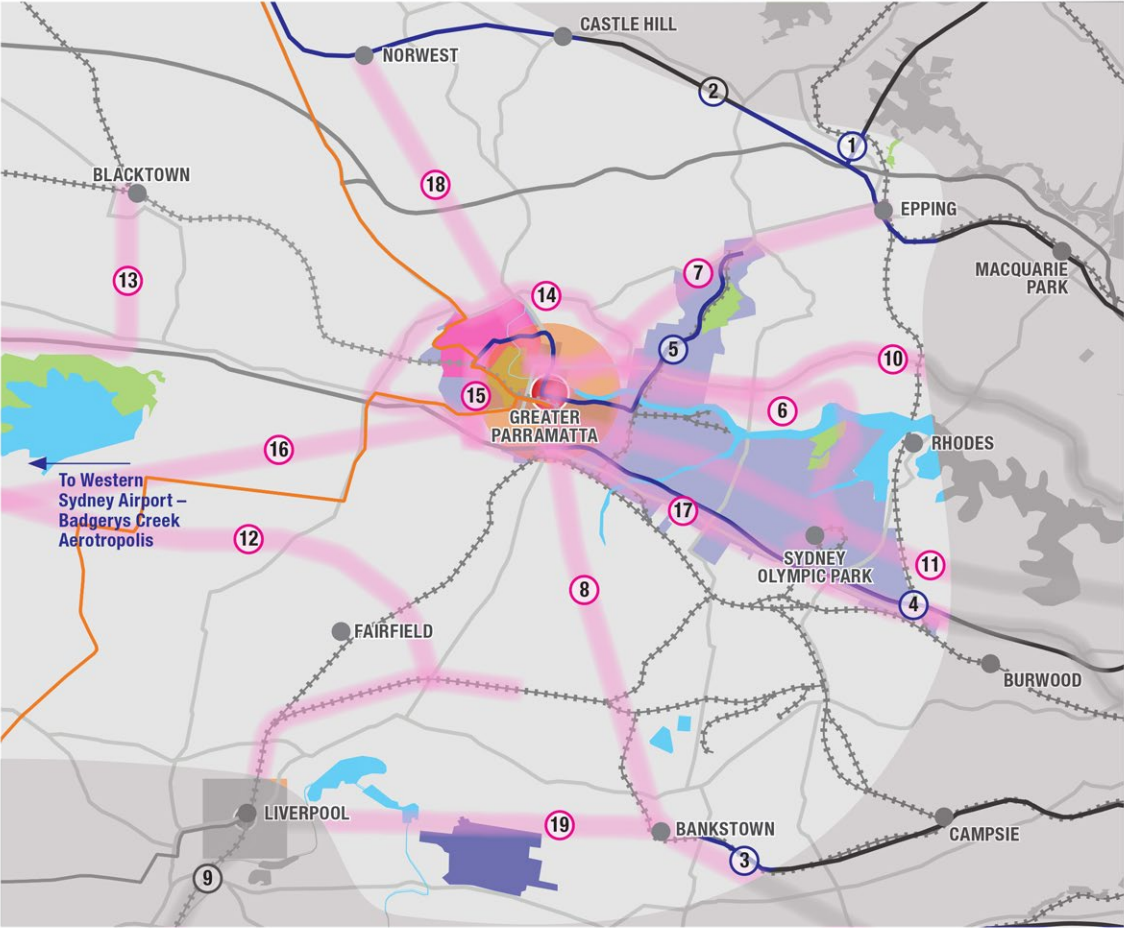 CASTLE HILL
NORWEST
2
1
BLACKTOWN
18
EPPING
MACQUARIE
PARK
7
13
14
5
10
15
6
GREATER
PARRAMATTA
RHODES
16
To Western
Sydney Airport –
Badgerys Creek
Aerotropolis
17
12
SYDNEY
OLYMPIC PARK
11
8
4
FAIRFIELD
BURWOOD
LIVERPOOL
19
BANKSTOWN
CAMPSIE
3
9